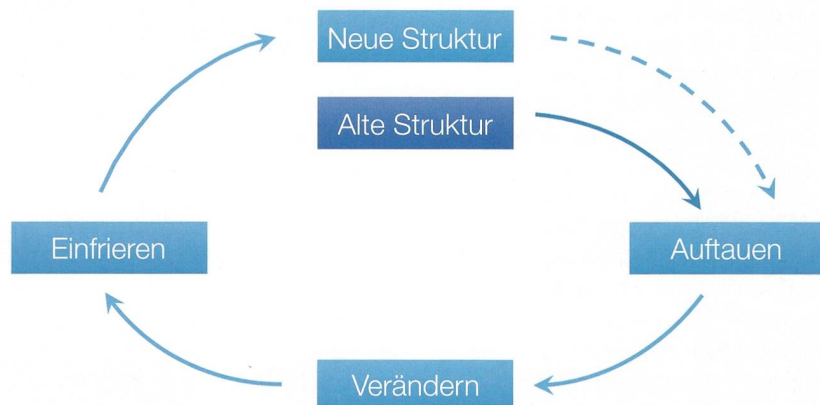 Neue Struktur
Alte Struktur
Einfrieren
Auftauen
Verändern